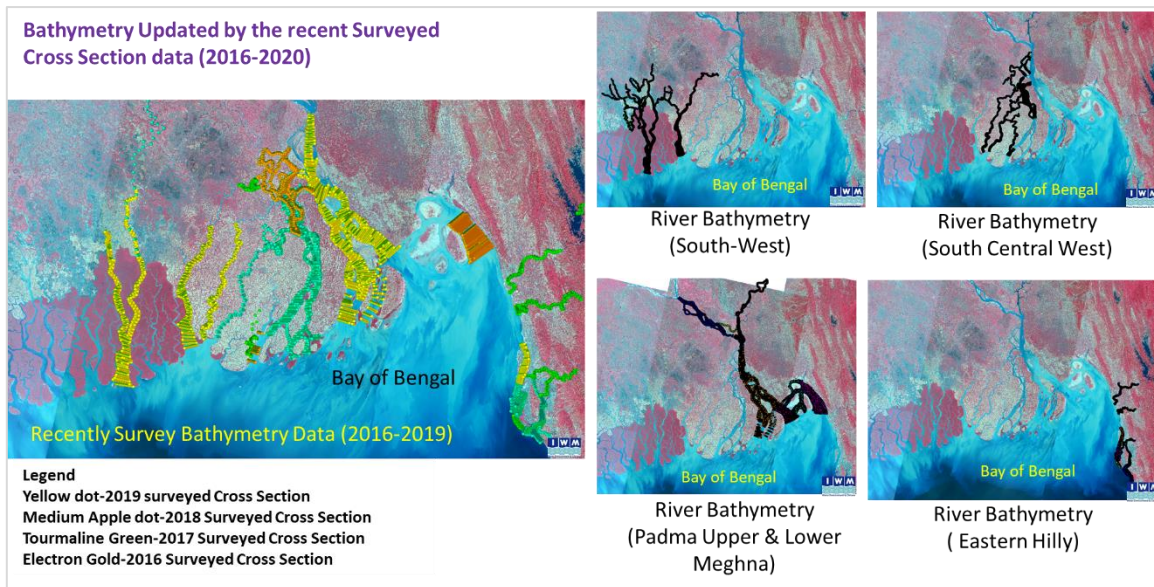 Bathymetry Updated by the recent Surveyed
Cross Section data (2016-2020)
Bay of Bengal
Recently Survey Bathymetry Data (2016-2019)
IWM
Legend
Yellow dot-2019 surveyed Cross Section
Medium Apple dot-2018 Surveyed Cross Section
Tourmaline Green-2017 Surveyed Cross Section
Electron Gold-2016 Surveyed Cross Section
Bay of Bengal
IWM
River Bathymetry
(South-West)
Bay of Bengal
IWM
River Bathymetry
(South Central West)
Bay of Bengal
IWM
River Bathymetry
(Padma Upper & Lower
Meghna)
Bay of Bengal
IWM
River Bathymetry
( Eastern Hilly)